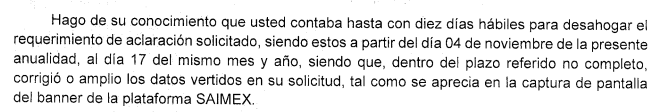 Hago de su conocimiento que usted contaba hasta con diez días hábiles para desahogar el
requerimiento de aclaración solicitado, siendo estos a partir del día 04 de noviembre de la presente
anualidad, al día 17 del mismo mes y año, siendo que, dentro del plazo referido no completo,
corrigió o amplio los datos vertidos en su solicitud, tal como se aprecia en la captura de pantalla
del banner de la plataforma SAIMEX.